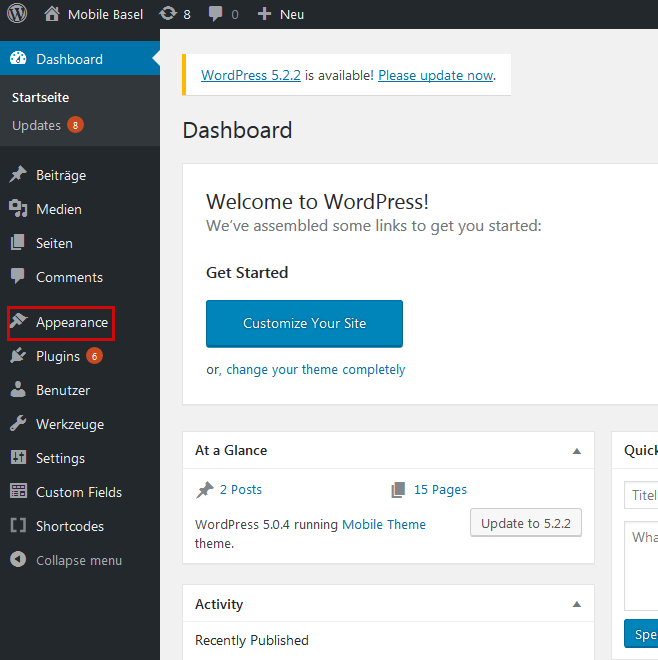 Mobile Basel 8 0 Neu
Dashboard
Startseite
Updates 8
Beiträge
Medien
Seiten
Comments
Appearance
Plugins 6
Benutzer
Werkzeuge
Settings
Custom Fields
Shortcodes
Collapse menu
WordPress 5.2.2 is available! Please update now.
Dashboard
Welcome to WordPress!
We've assembled some links to get you started:
Get Started
Customize Your Site
or, change your theme completely
At a Glance
2 Posts 15 Pages
WordPress 5.0.4 running Mobile Theme
theme.
Update to 5.2.2
Activity
Recently Published
Quick
Titel
Wha
Spe